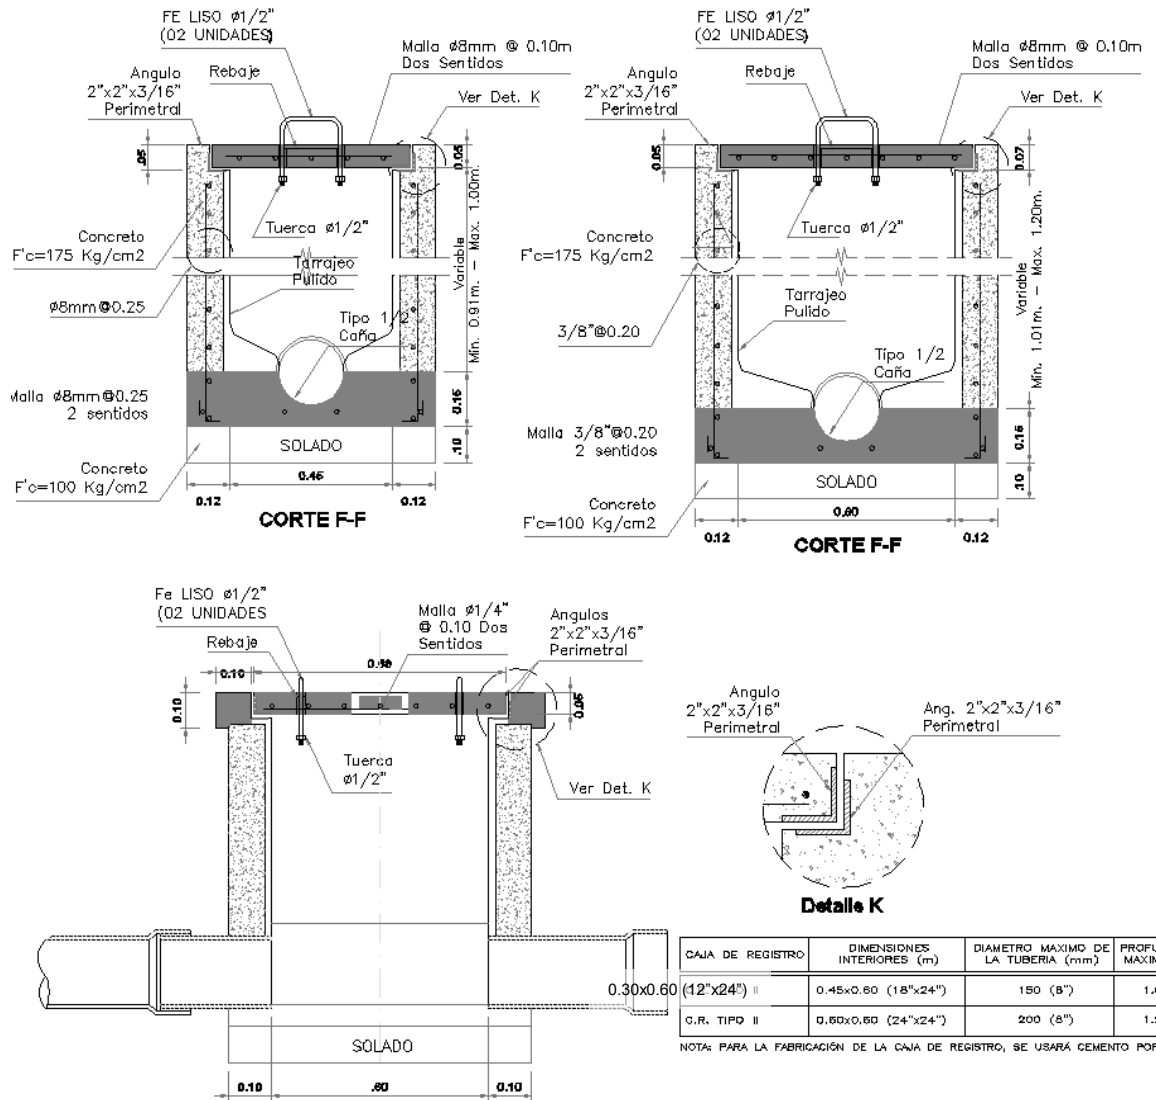 FE LISO ø1/2"
(02 UNIDADES)
Malla ø8mm @ 0.10m
Dos Sentidos
Angulo
2"x2"x3/16"
Perimetral
Rebaje
Ver Det. K
.05
0.05
Tuerca ø1/2"
Concreto
F'c=175 Kg/cm2
Tarrajeo
Pulido
ø8mm@0.25
Tipo 1/2
Caña
Variable
Min. 0.91m. - Max. 1.00m.
Malla ø8mm@0.25
2 sentidos
0.15
.10
SOLADO
Concreto
F'c=100 Kg/cm2
0.12
0.45
0.12
CORTE F-F
FE LISO ø1/2"
(02 UNIDADES)
Malla ø8mm @ 0.10m
Dos Sentidos
Angulo
2"x2"x3/16"
Perimetral
Rebaje
Ver Det. K
0.05
0.07
Tuerca ø1/2"
Concreto
F'c=175 Kg/cm2
Tarrajeo
Pulido
3/8"@0.20
Tipo 1/2
Caña
Variable
Min. 1.01m. - Max. 1.20m.
Malla 3/8"@0.20
2 sentidos
0.15
.10
SOLADO
Concreto
F'c=100 Kg/cm2
0.12
0.60
0.12
CORTE F-F
Fe LISO ø1/2"
(02 UNIDADES
Malla ø1/4"
@ 0.10 Dos
Sentidos
Angulos
2"x2"x3/16"
Perimetral
Rebaje
0.10
0.10
0.05
Tuerca
ø1/2"
Ver Det. K
SOLADO
0.10
.60
0.10
Angulo
2"x2"x3/16"
Perimetral
Ang. 2"x2"x3/16"
Perimetral
Detalle K
CAJA DE REGISTRO
DIMENSIONES
INTERIORES (m)
DIAMETRO MAXIMO DE
LA TUBERIA (mm)
PROFU
MAXIM
0.30x0.60 (12"x24")
II
0.45x0.60 (18"x24")
150 (6")
C.R. TIPO II
0.60x0.60 (24"x24")
200 (8")
NOTA: PARA LA FABRICACIÓN DE LA CAJA DE REGISTRO, SE USARÁ CEMENTO POR